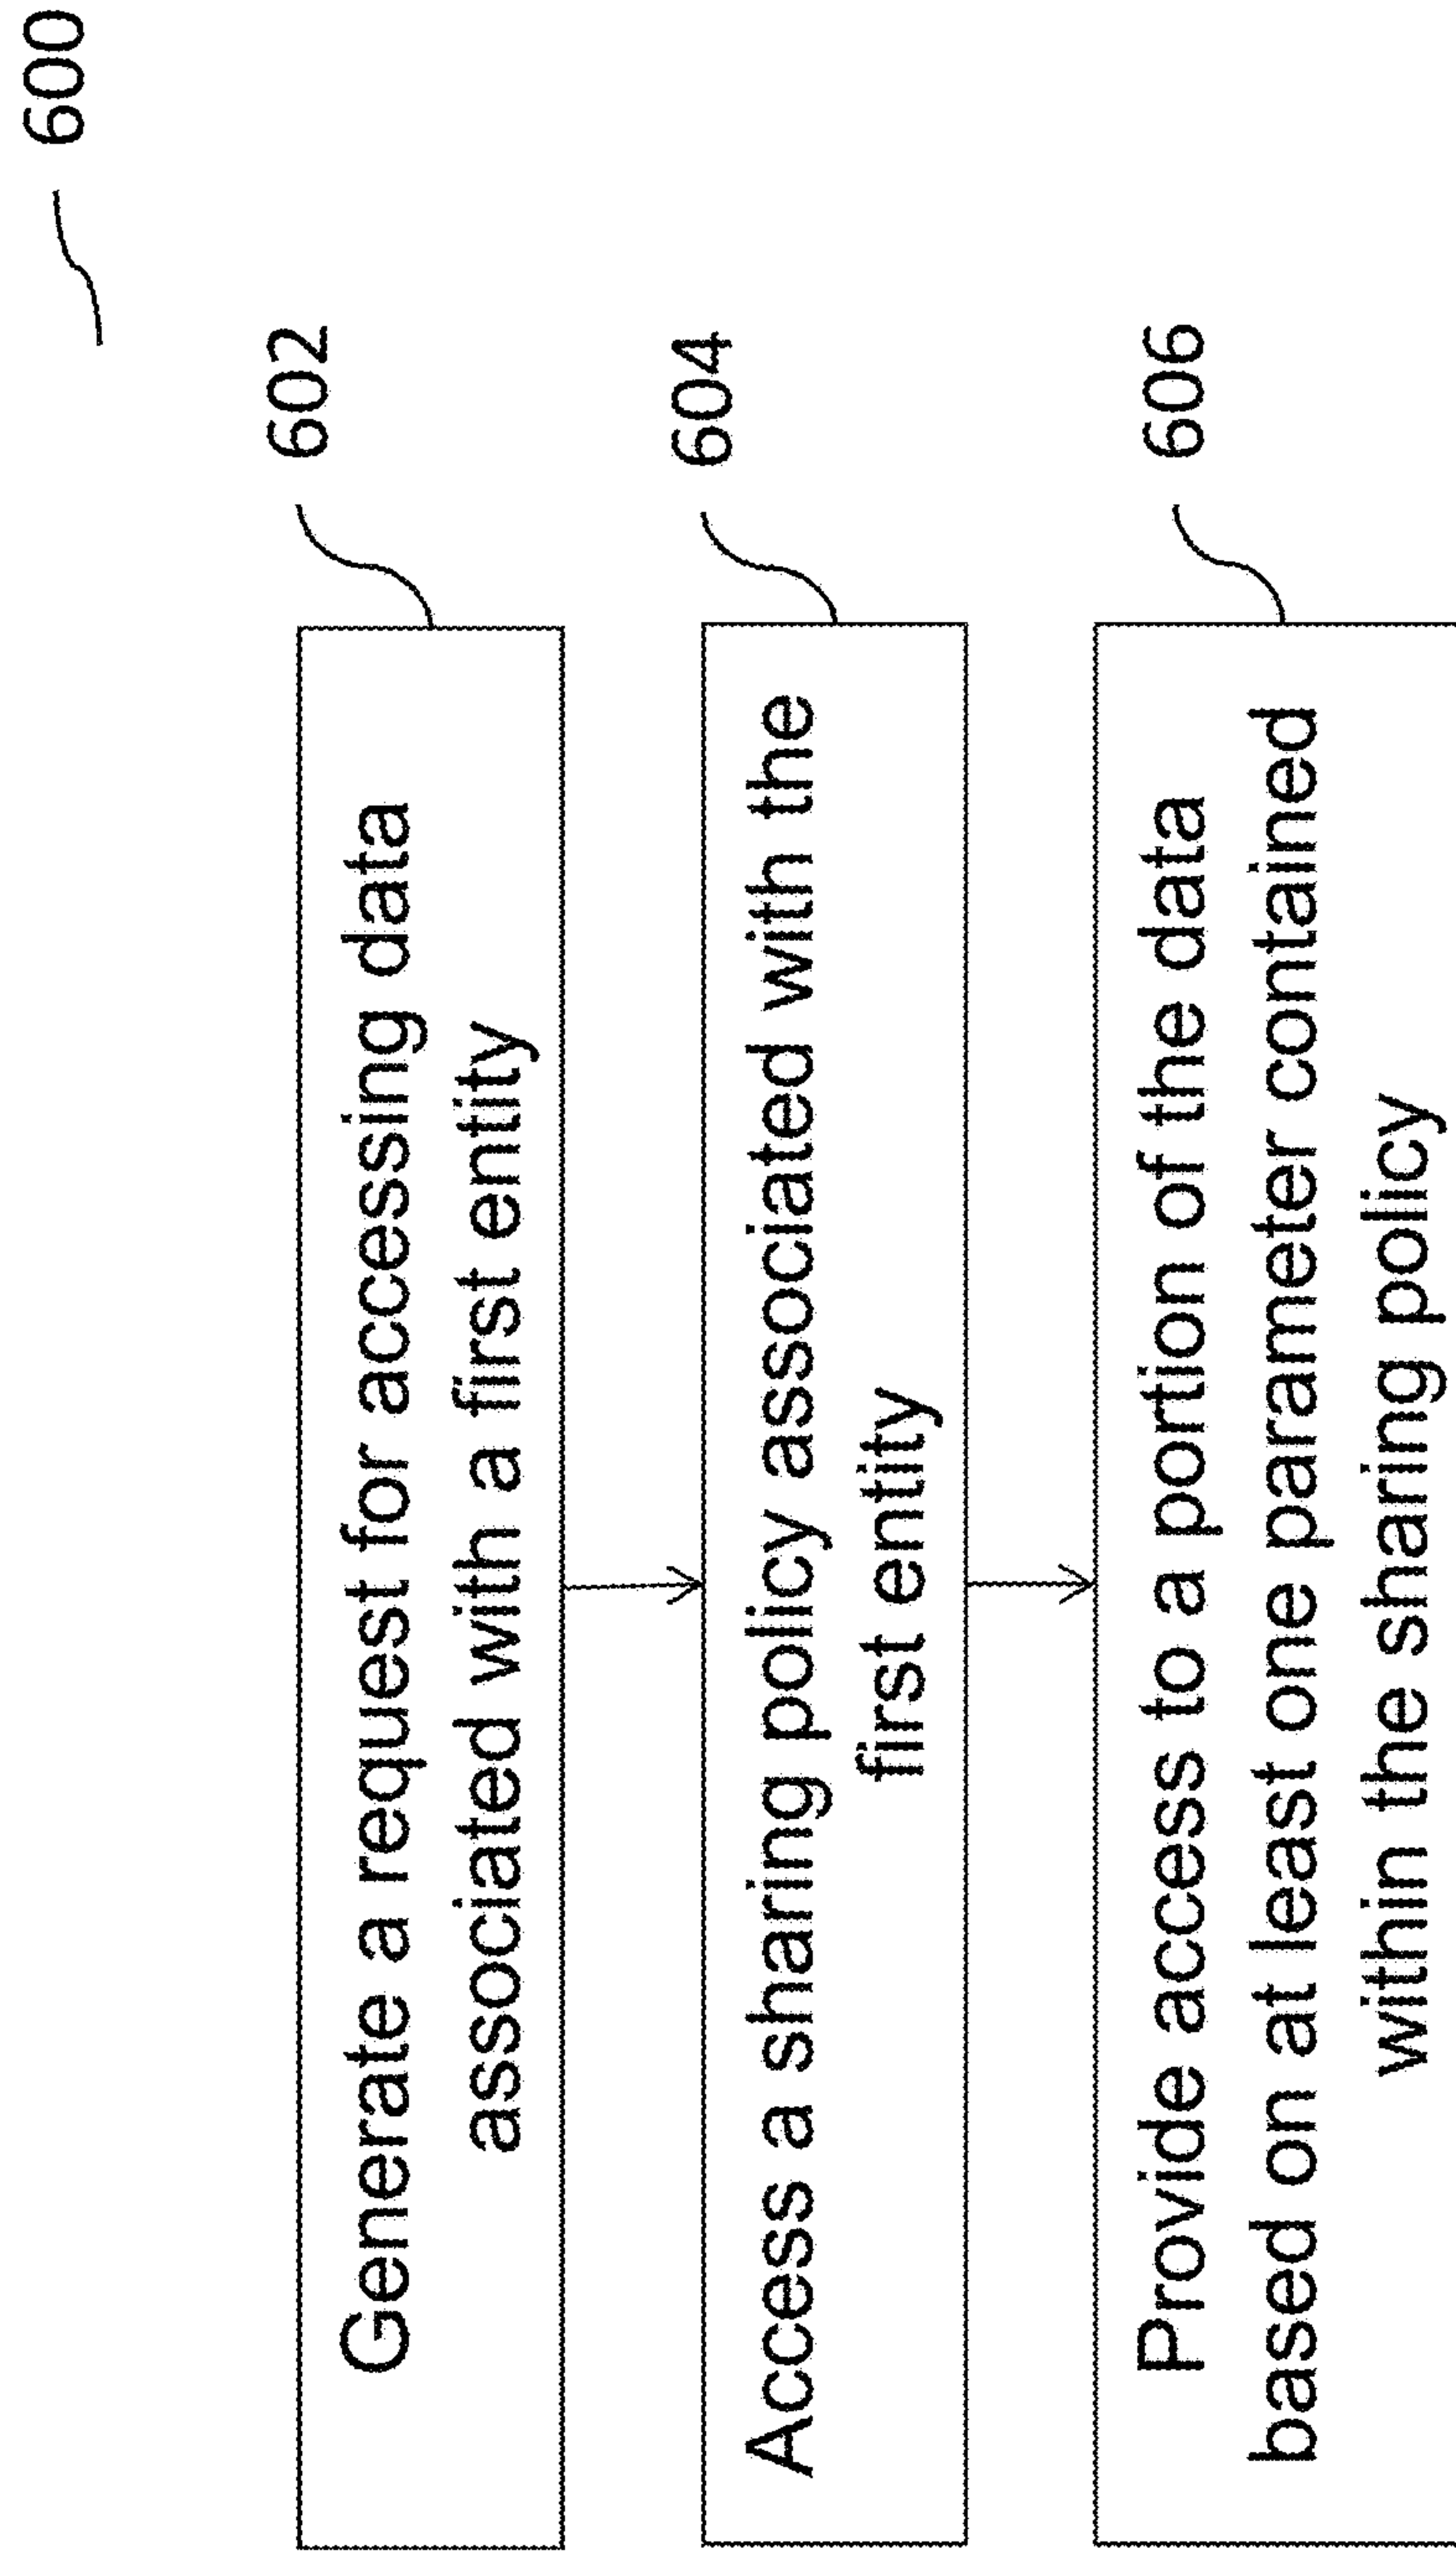 600
602
Generate a request for accessing data
associated with a first entity
604
Access a sharing policy associated with the
first entity
606
Provide access to a portion of the data
based on at least one parameter contained
within the sharing policy